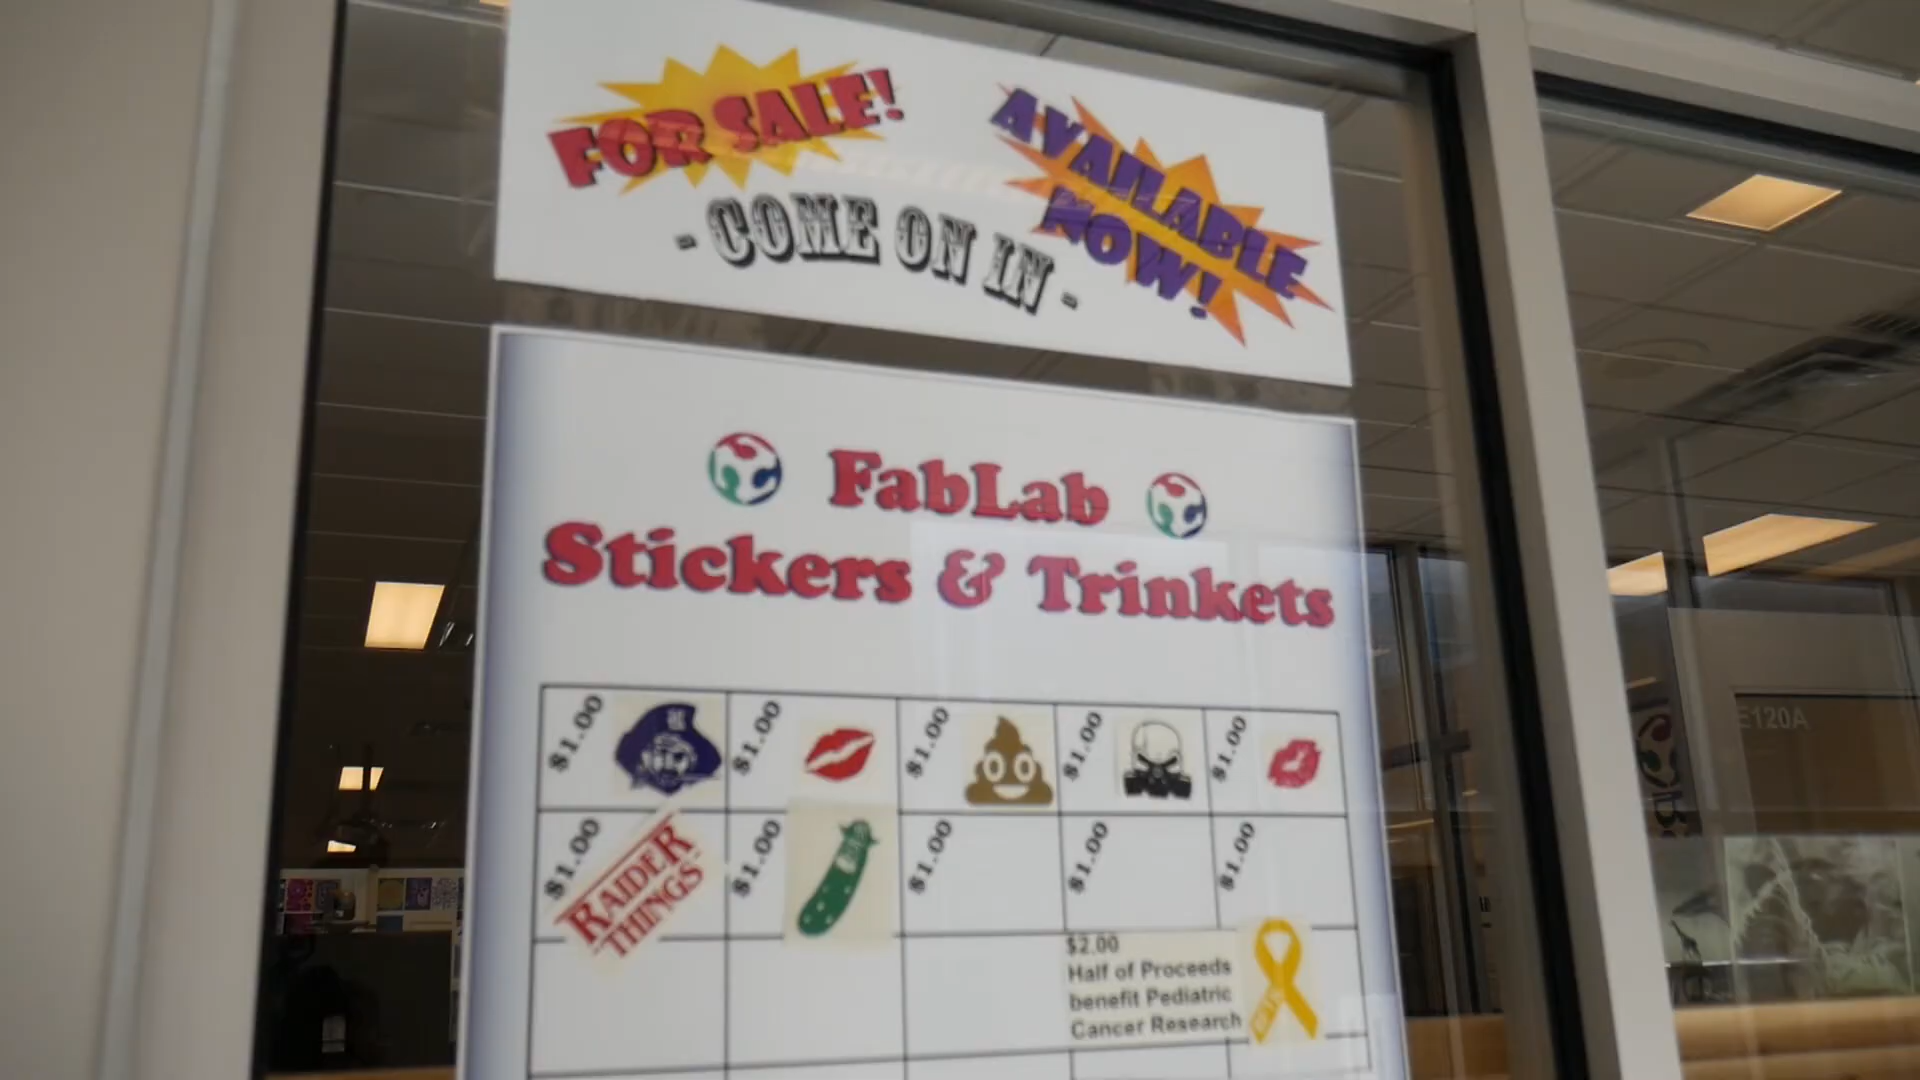 FOR SALE!
AVAILABLE
NOW!
- COME ON IN -
FabLab
Stickers & Trinkets
$1.00
$1.00
$1.00
$1.00
$1.00
$1.00
RAIDER
THINGS
$1.00
$1.00
$1.00
$1.00
$2.00
Half of Proceeds
benefit Pediatric
Cancer Research
E120A